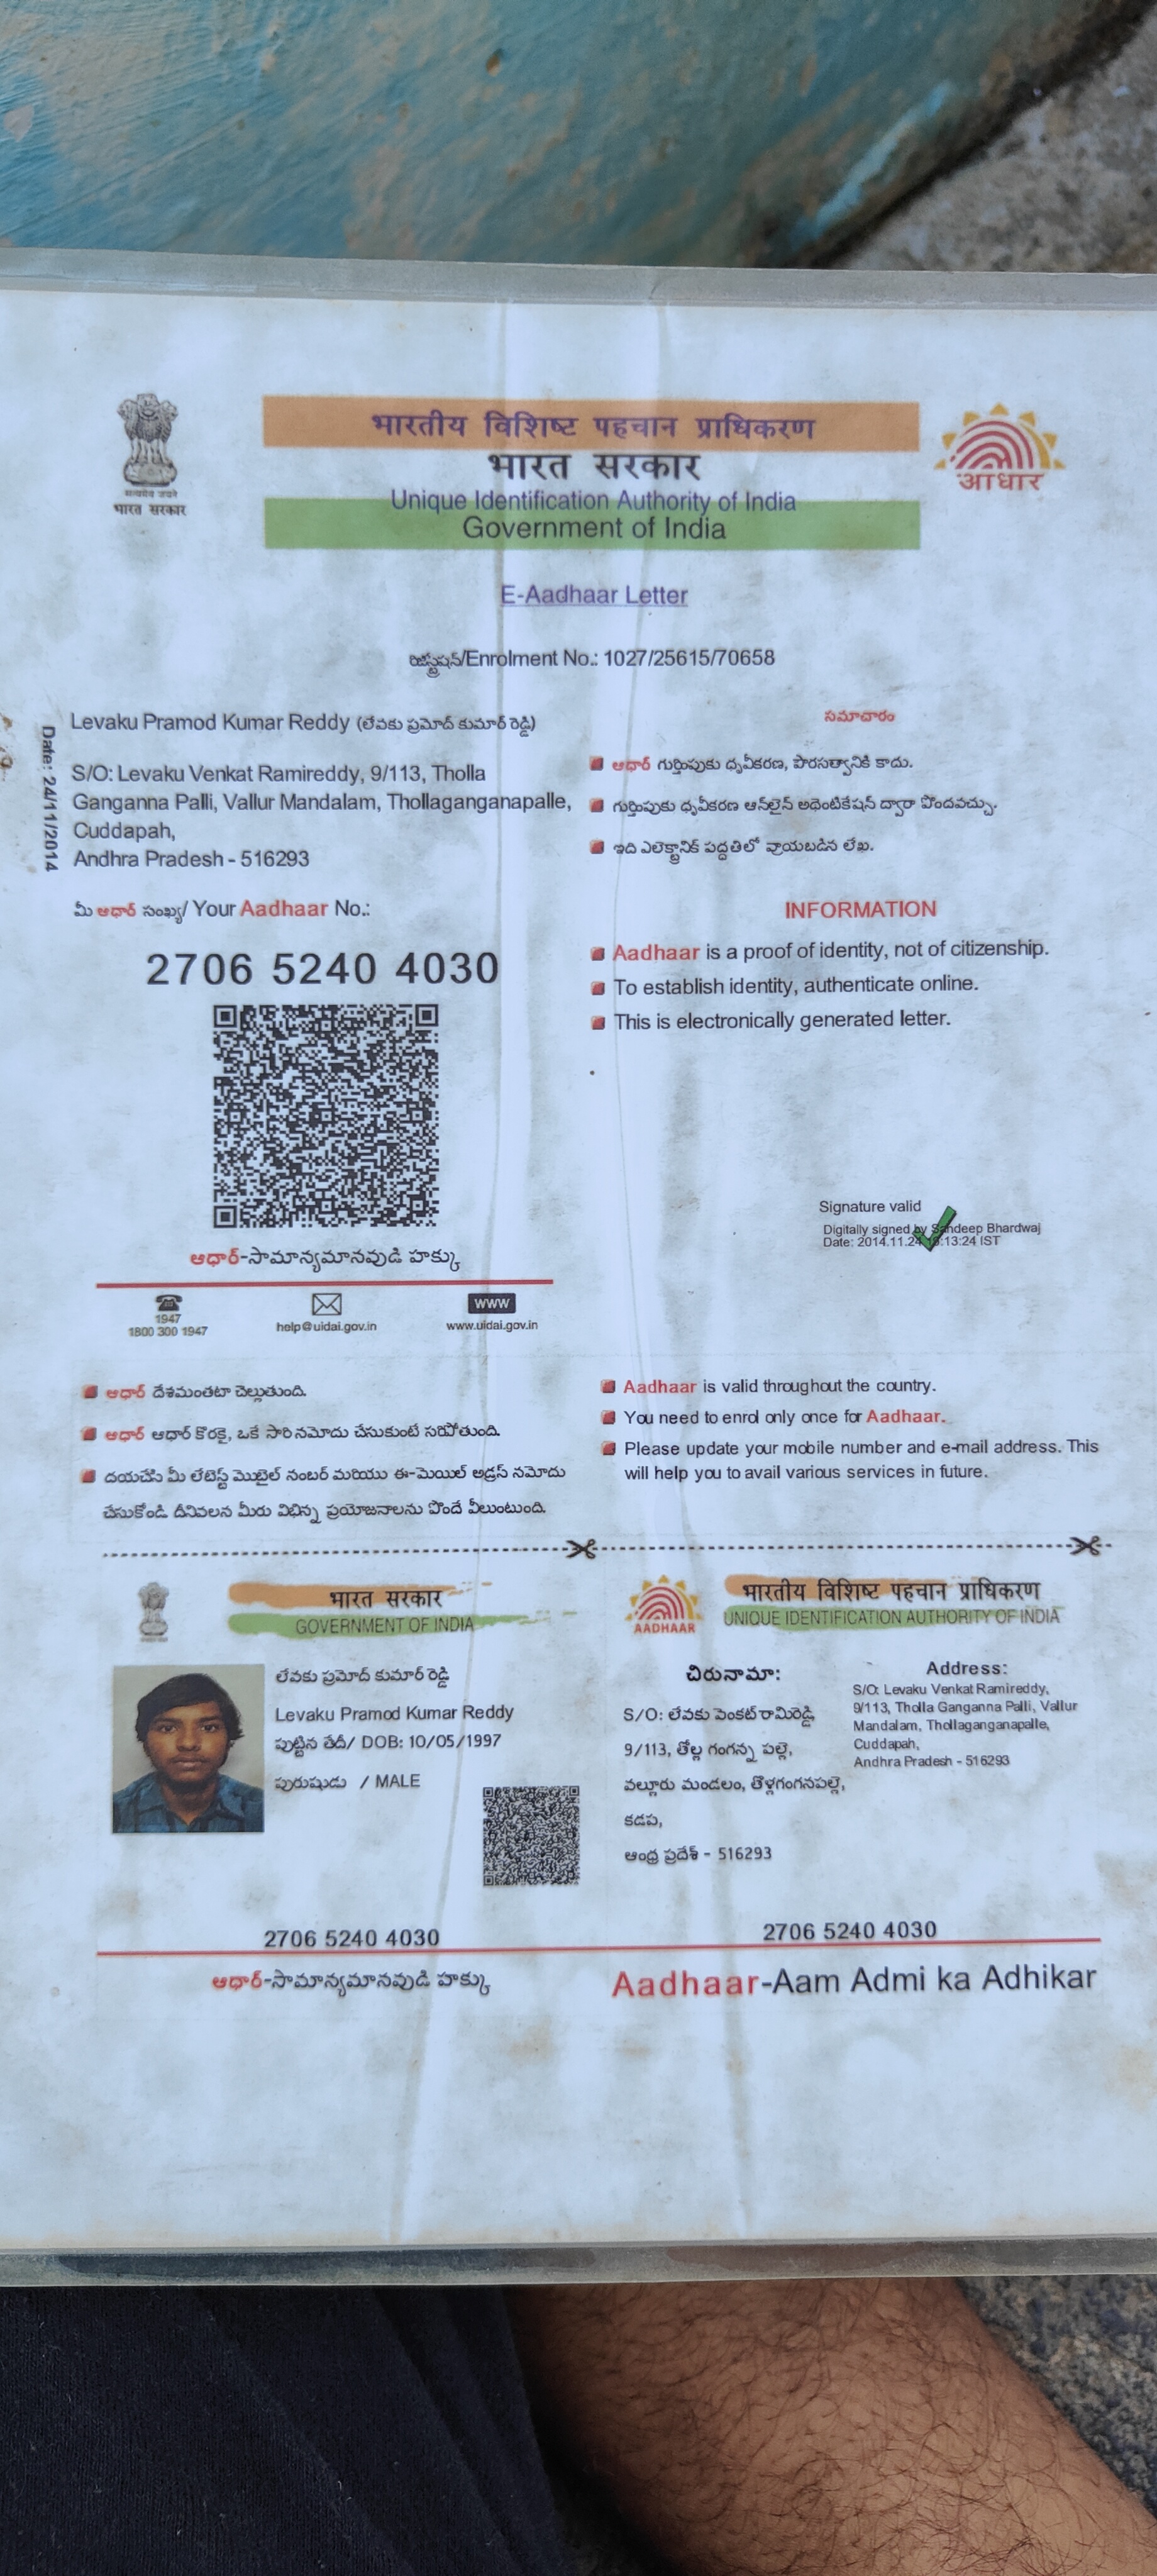 भारतीय विशिष्ट पहचान प्राधिकरण
भारत सरकार
Unique Identification Authority of India
Government of India
सत्यमेव जयते
भारत सरकार
आधार
E-Aadhaar Letter
రిజిస్ట్రేషన్/Enrolment No.: 1027/25615/70658
Date: 24/11/2014
Levaku Pramod Kumar Reddy (లేవకు ప్రమోద్ కుమార్ రెడ్డి)
S/O: Levaku Venkat Ramireddy, 9/113, Tholla
Ganganna Palli, Vallur Mandalam, Thollaganganapalle,
Cuddapah,
Andhra Pradesh - 516293
మీ ఆధార్ సంఖ్య/ Your Aadhaar No.:
2706 5240 4030
ఆధార్-సామాన్యమానవుడి హక్కు
1947
1800 300 1947
help@uidai.gov.in
www
www.uidai.gov.in
సమాచారం
ఆధార్ గుర్తింపుకు ధృవీకరణ, పౌరసత్వానికి కాదు.
గుర్తింపుకు ధృవీకరణ ఆన్‌లైన్ అథెంటికేషన్ ద్వారా పొందవచ్చు.
ఇది ఎలెక్ట్రానిక్ పద్ధతిలో వ్రాయబడిన లేఖ.
INFORMATION
Aadhaar is a proof of identity, not of citizenship.
To establish identity, authenticate online.
This is electronically generated letter.
Signature valid
Digitally signed by Sandeep Bhardwaj
Date: 2014.11.24 :13:24 IST
ఆధార్ దేశమంతటా చెల్లుతుంది.
ఆధార్ ఆధార్ కొరకై, ఒకే సారి నమోదు చేసుకుంటే సరిపోతుంది.
దయచేసి మీ లేటెస్ట్ మొబైల్ నంబర్ మరియు ఈ-మెయిల్ అడ్రస్ నమోదు
చేసుకోండి దీనివలన మీరు విభిన్న ప్రయోజనాలను పొందే వీలుంటుంది.
Aadhaar is valid throughout the country.
You need to enrol only once for Aadhaar.
Please update your mobile number and e-mail address. This
will help you to avail various services in future.
भारत सरकार
GOVERNMENT OF INDIA
లేవకు ప్రమోద్ కుమార్ రెడ్డి
Levaku Pramod Kumar Reddy
పుట్టిన తేదీ/ DOB: 10/05/1997
పురుషుడు / MALE
2706 5240 4030
ఆధార్-సామాన్యమానవుడి హక్కు
AADHAAR
भारतीय विशिष्ट पहचान प्राधिकरण
UNIQUE IDENTIFICATION AUTHORITY OF INDIA
చిరునామా:
S/O: లేవకు వెంకట్ రామిరెడ్డి,
9/113, తోల్ల గంగన్న పల్లె,
వల్లూరు మండలం, తొళ్లగంగనపల్లె,
కడప,
ఆంధ్ర ప్రదేశ్ - 516293
Address:
S/O: Levaku Venkat Ramireddy,
9/113, Tholla Ganganna Palli, Vallur
Mandalam, Thollaganganapalle,
Cuddapah,
Andhra Pradesh - 516293
2706 5240 4030
Aadhaar-Aam Admi ka Adhikar